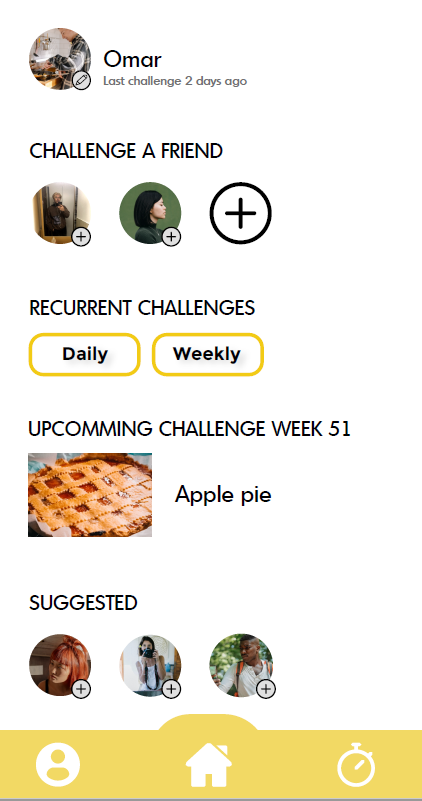 Omar
Last challenge 2 days ago
CHALLENGE A FRIEND
RECURRENT CHALLENGES
Daily Weekly
UPCOMMING CHALLENGE WEEK 51
Apple pie
SUGGESTED